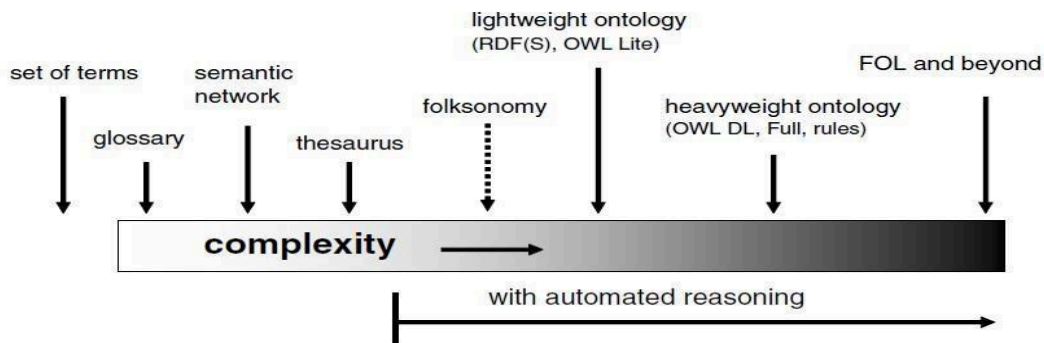 lightweight ontology
(RDF(S), OWL Lite)
set of terms
semantic
network
FOL and beyond
folksonomy
heavyweight ontology
(OWL DL, Full, rules)
glossary
thesaurus
complexity
with automated reasoning